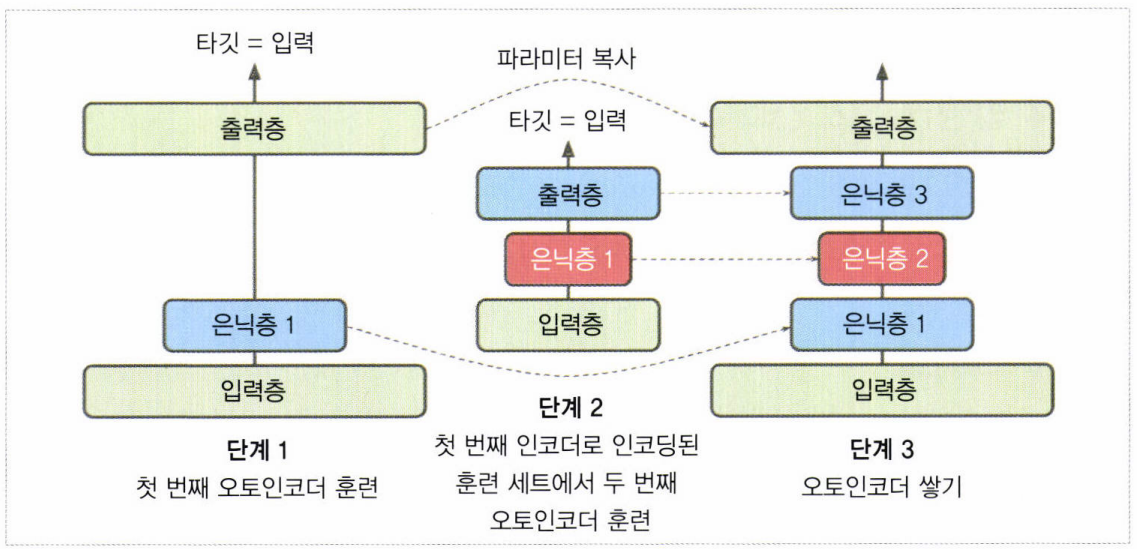 타깃 = 입력
출력층
은닉층 1
입력층
단계 1
첫 번째 오토인코더 훈련
파라미터 복사
타깃 = 입력
출력층
은닉층 1
입력층
단계 2
첫 번째 인코더로 인코딩된
훈련 세트에서 두 번째
오토인코더 훈련
출력층
은닉층 3
은닉층 2
은닉층 1
입력층
단계 3
오토인코더 쌓기